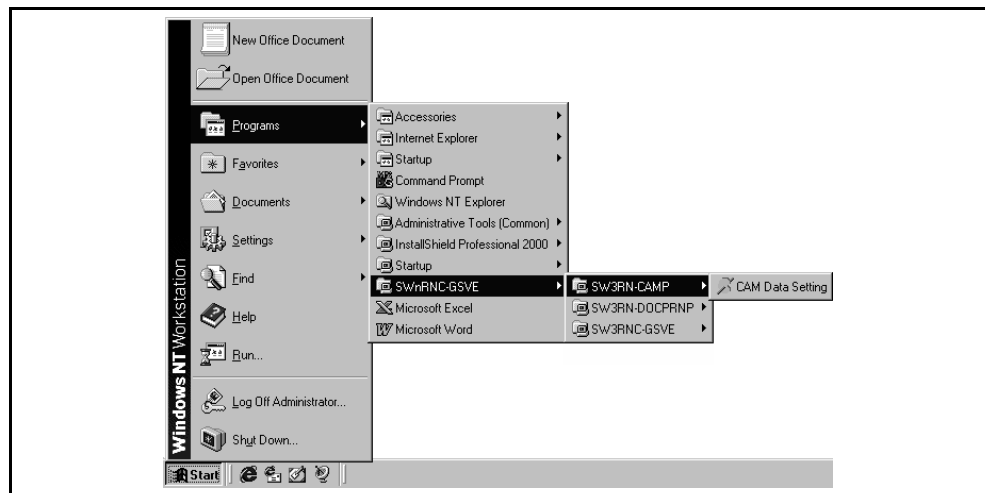 New Office Document
Open Office Document
Programs
Favorites
Documents
Settings
Find
Help
Run...
Log Off Administrator...
Shut Down...
Windows NT Workstation
Accessories
Internet Explorer
Startup
Command Prompt
Windows NT Explorer
Administrative Tools (Common)
InstallShield Professional 2000
Startup
SWnRNC-GSVE
Microsoft Excel
Microsoft Word
SW3RN-CAMP
SW3RN-DOCPRNP
SW3RNC-GSVE
CAM Data Setting
Start